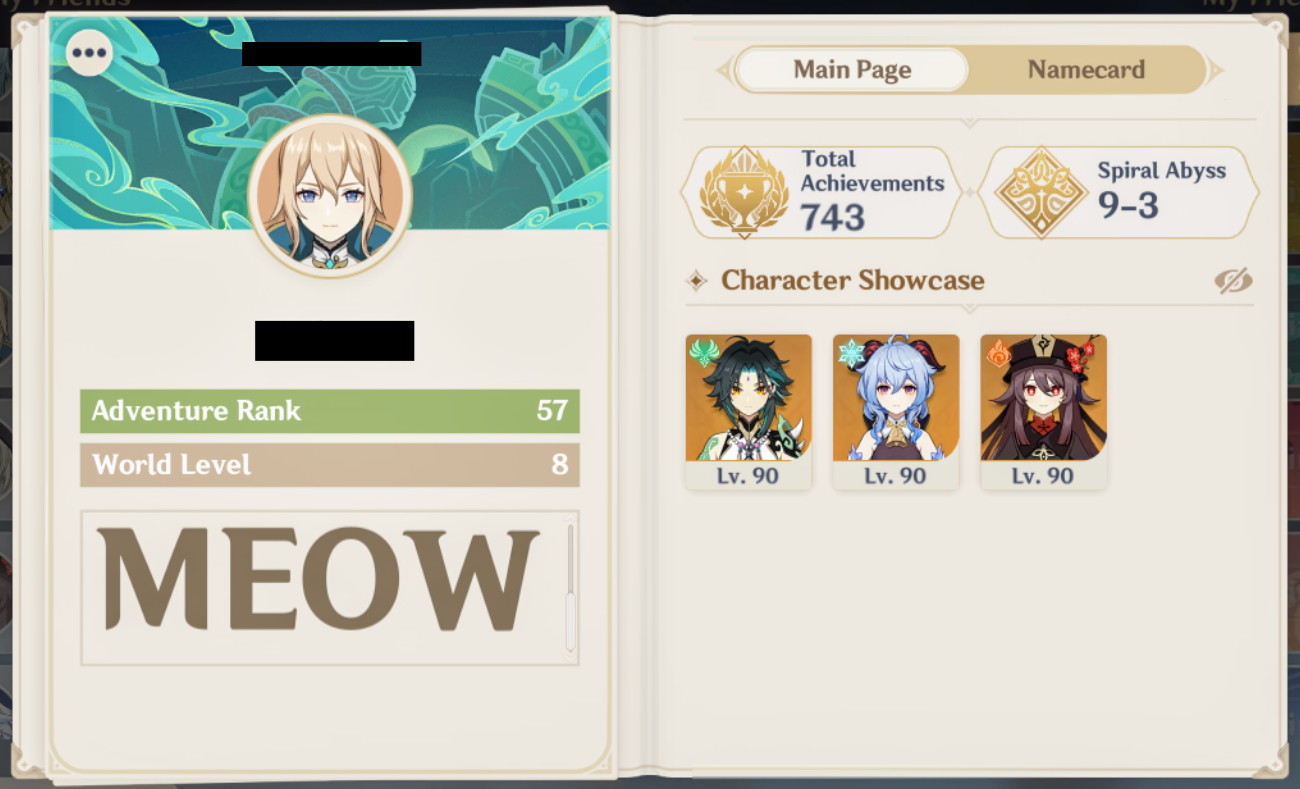 Main Page
Namecard
Total
Achievements
743
Spiral Abyss
9-3
Character Showcase
Adventure Rank 57
World Level 8
MEOW
Lv. 90
Lv. 90
Lv. 90